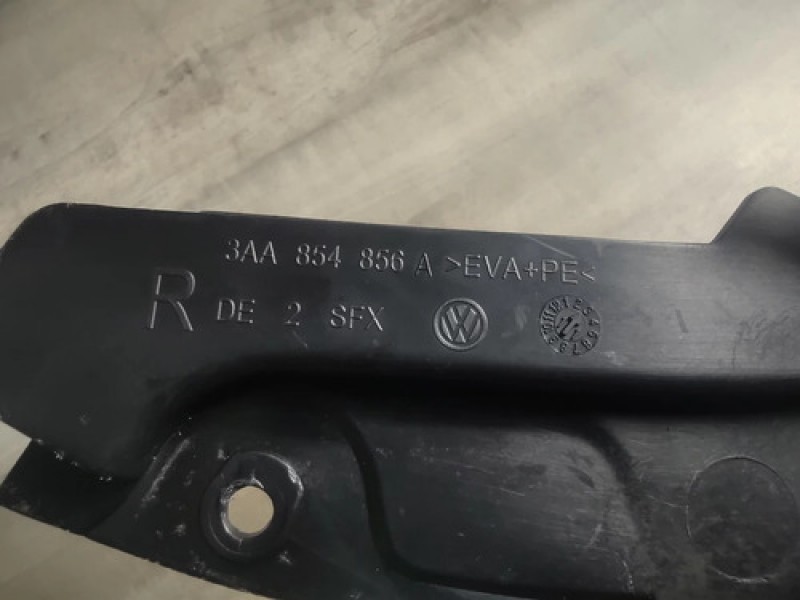 3AA 854 856 A >EVA+PE<
R DE 2 SFX